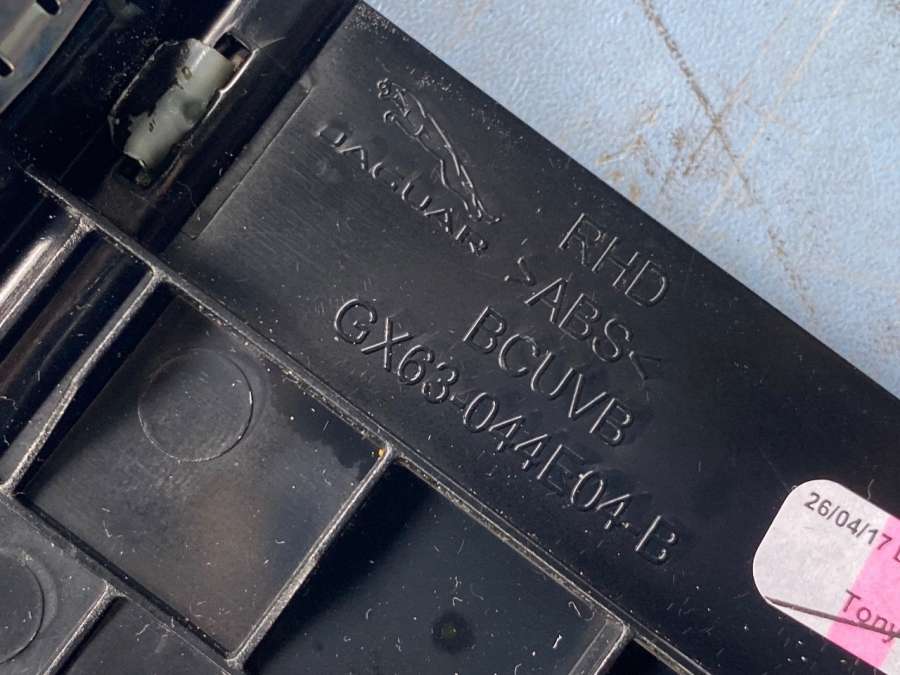 JAGUAR
RHD
>ABS<
BCUVB
GX63-044E04-B
26/04/17
Tony